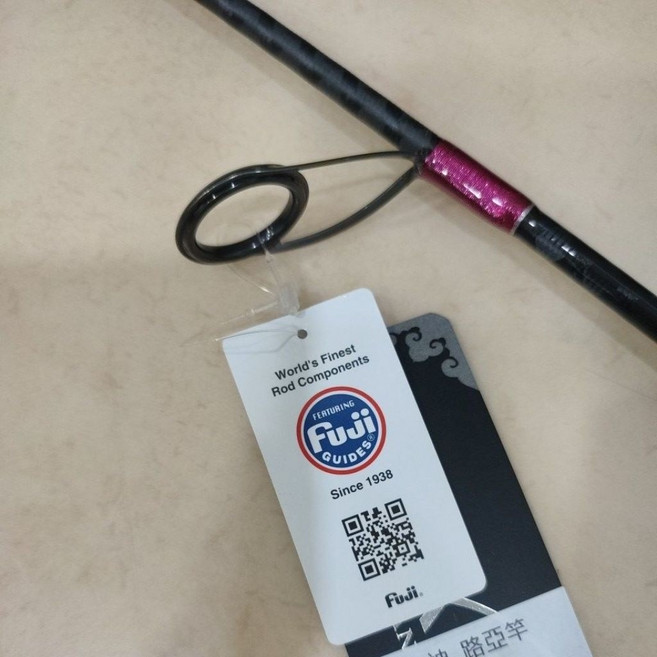 World's Finest
Rod Components
FEATURING
Fuji®
GUIDES
Since 1938
Fuji®
路亞竿